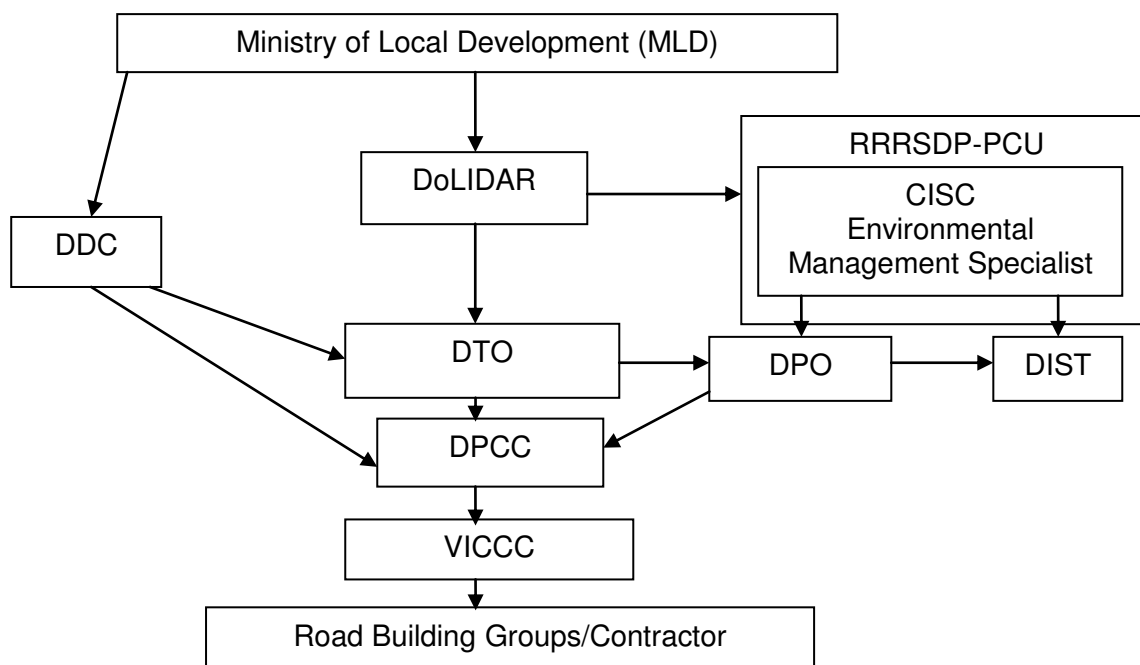 Ministry of Local Development (MLD)
RRRSDP-PCU
DoLIDAR
CISC
Environmental
Management Specialist
DDC
DTO
DPO
DIST
DPCC
VICCC
Road Building Groups/Contractor